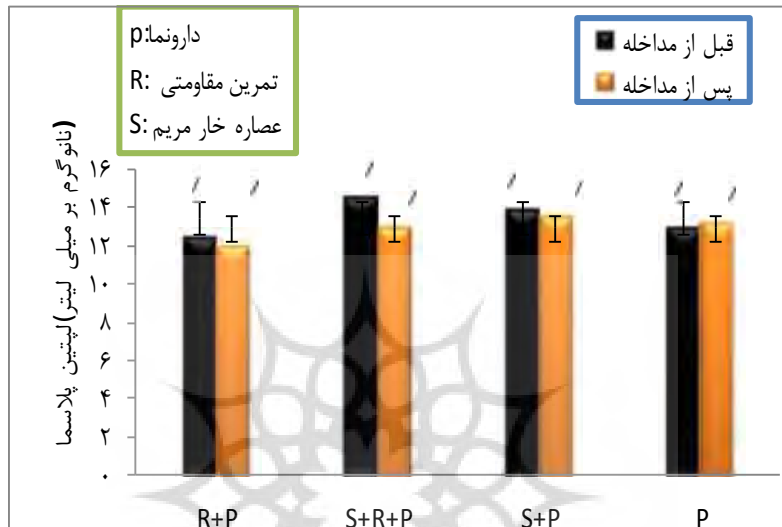 p:دارونما
R: تمرین مقاومتی
S: عصاره خار مریم
قبل از مداخله
پس از مداخله
لپتین پلاسما(نانوگرم بر میلی لیتر)
۱۶
۱۴
۱۲
۱۰
۸
۶
۴
۲
۰
/ / / / / / / /
R+P S+R+P S+P P